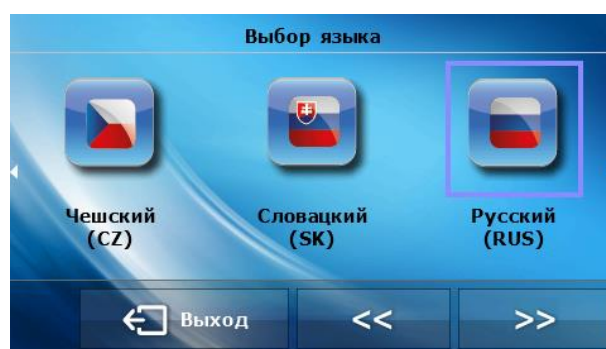 Выбор языка
Чешский
(CZ)
Словацкий
(SK)
Русский
(RUS)
Выход
<<
>>